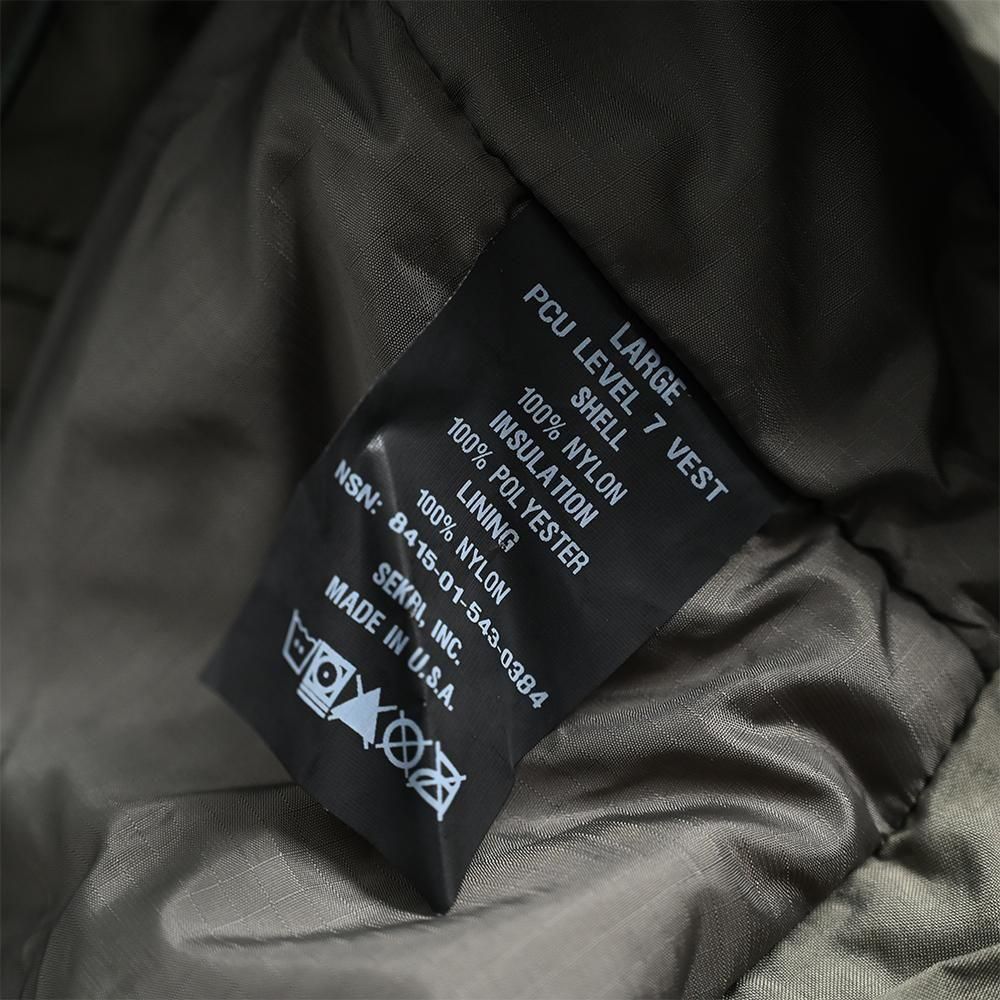 LARGE
PCU LEVEL 7 VEST
SHELL
100% NYLON
INSULATION
100% POLYESTER
LINING
100% NYLON
NSN: 8415-01-543-0384
SEKRI, INC.
MADE IN U.S.A.